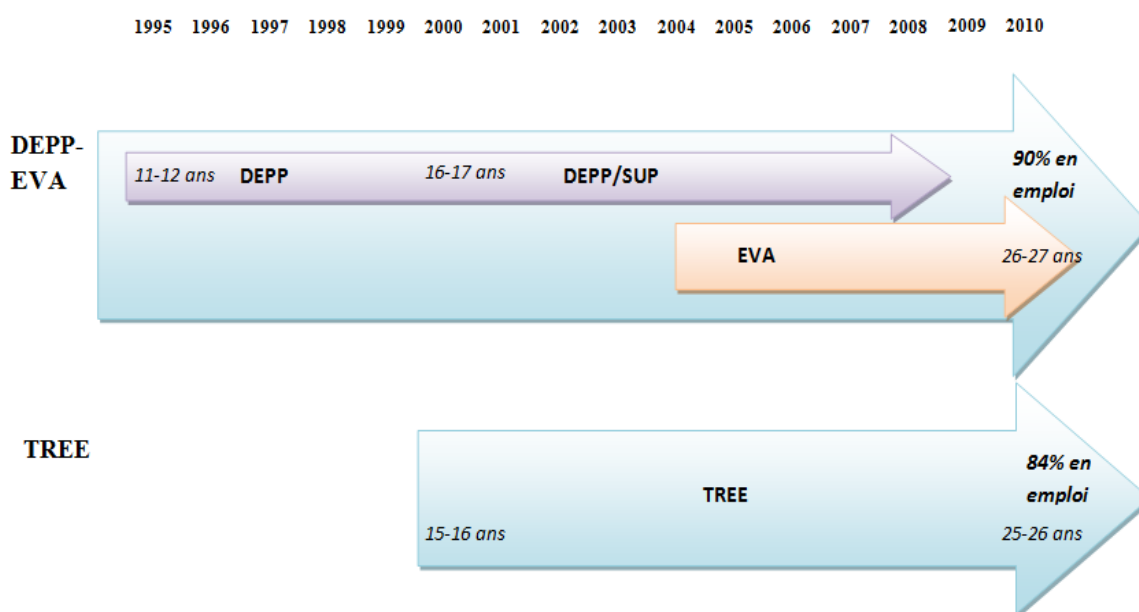 1995 1996 1997 1998 1999 2000 2001 2002 2003 2004 2005 2006 2007 2008 2009 2010
DEPP-
EVA
11-12 ans DEPP 16-17 ans DEPP/SUP
90% en
emploi
EVA 26-27 ans
TREE
84% en
emploi
TREE
15-16 ans 25-26 ans